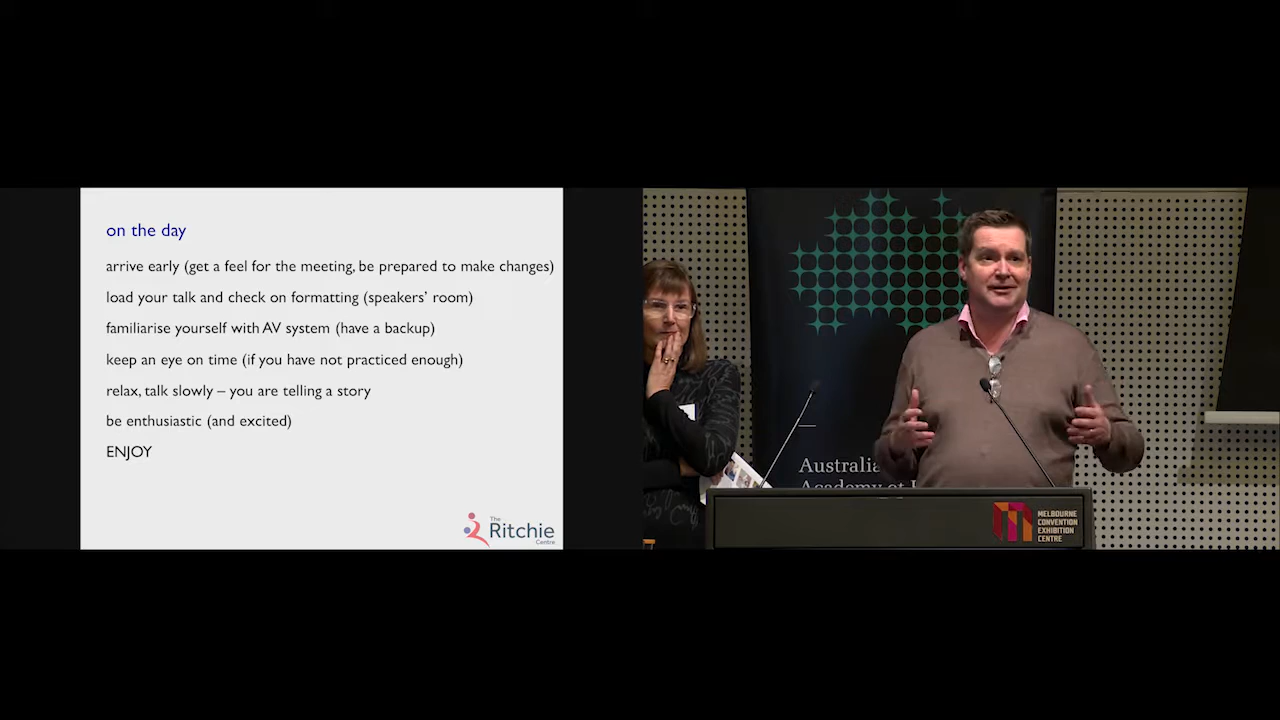 on the day
arrive early (get a feel for the meeting, be prepared to make changes)
load your talk and check on formatting (speakers' room)
familiarise yourself with AV system (have a backup)
keep an eye on time (if you have not practiced enough)
relax, talk slowly – you are telling a story
be enthusiastic (and excited)
ENJOY
The
Ritchie
Centre
Australia
Academy of
MELBOURNE
CONVENTION
EXHIBITION
CENTRE